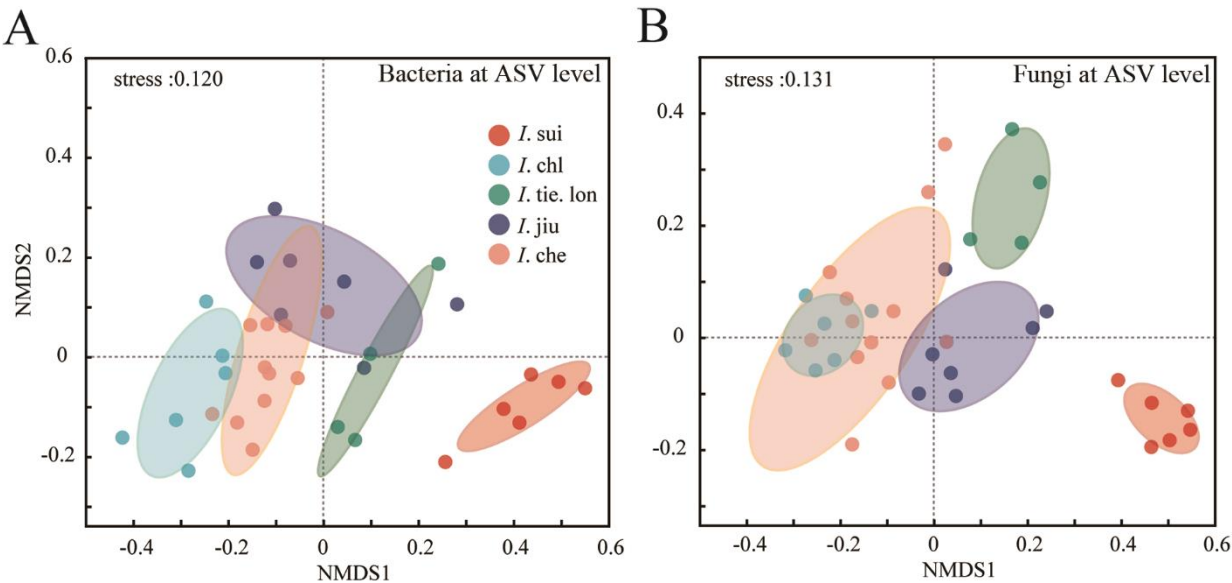 A
stress :0.120
Bacteria at ASV level
I. sui
I. chl
I. tie. lon
I. jiu
I. che
NMDS2
0.6
0.4
0.2
0
-0.2
-0.4
-0.2
0
0.2
0.4
0.6
NMDS1
B
stress :0.131
Fungi at ASV level
0.4
0.2
0
-0.2
-0.4
-0.2
0
0.2
0.4
0.6
NMDS1